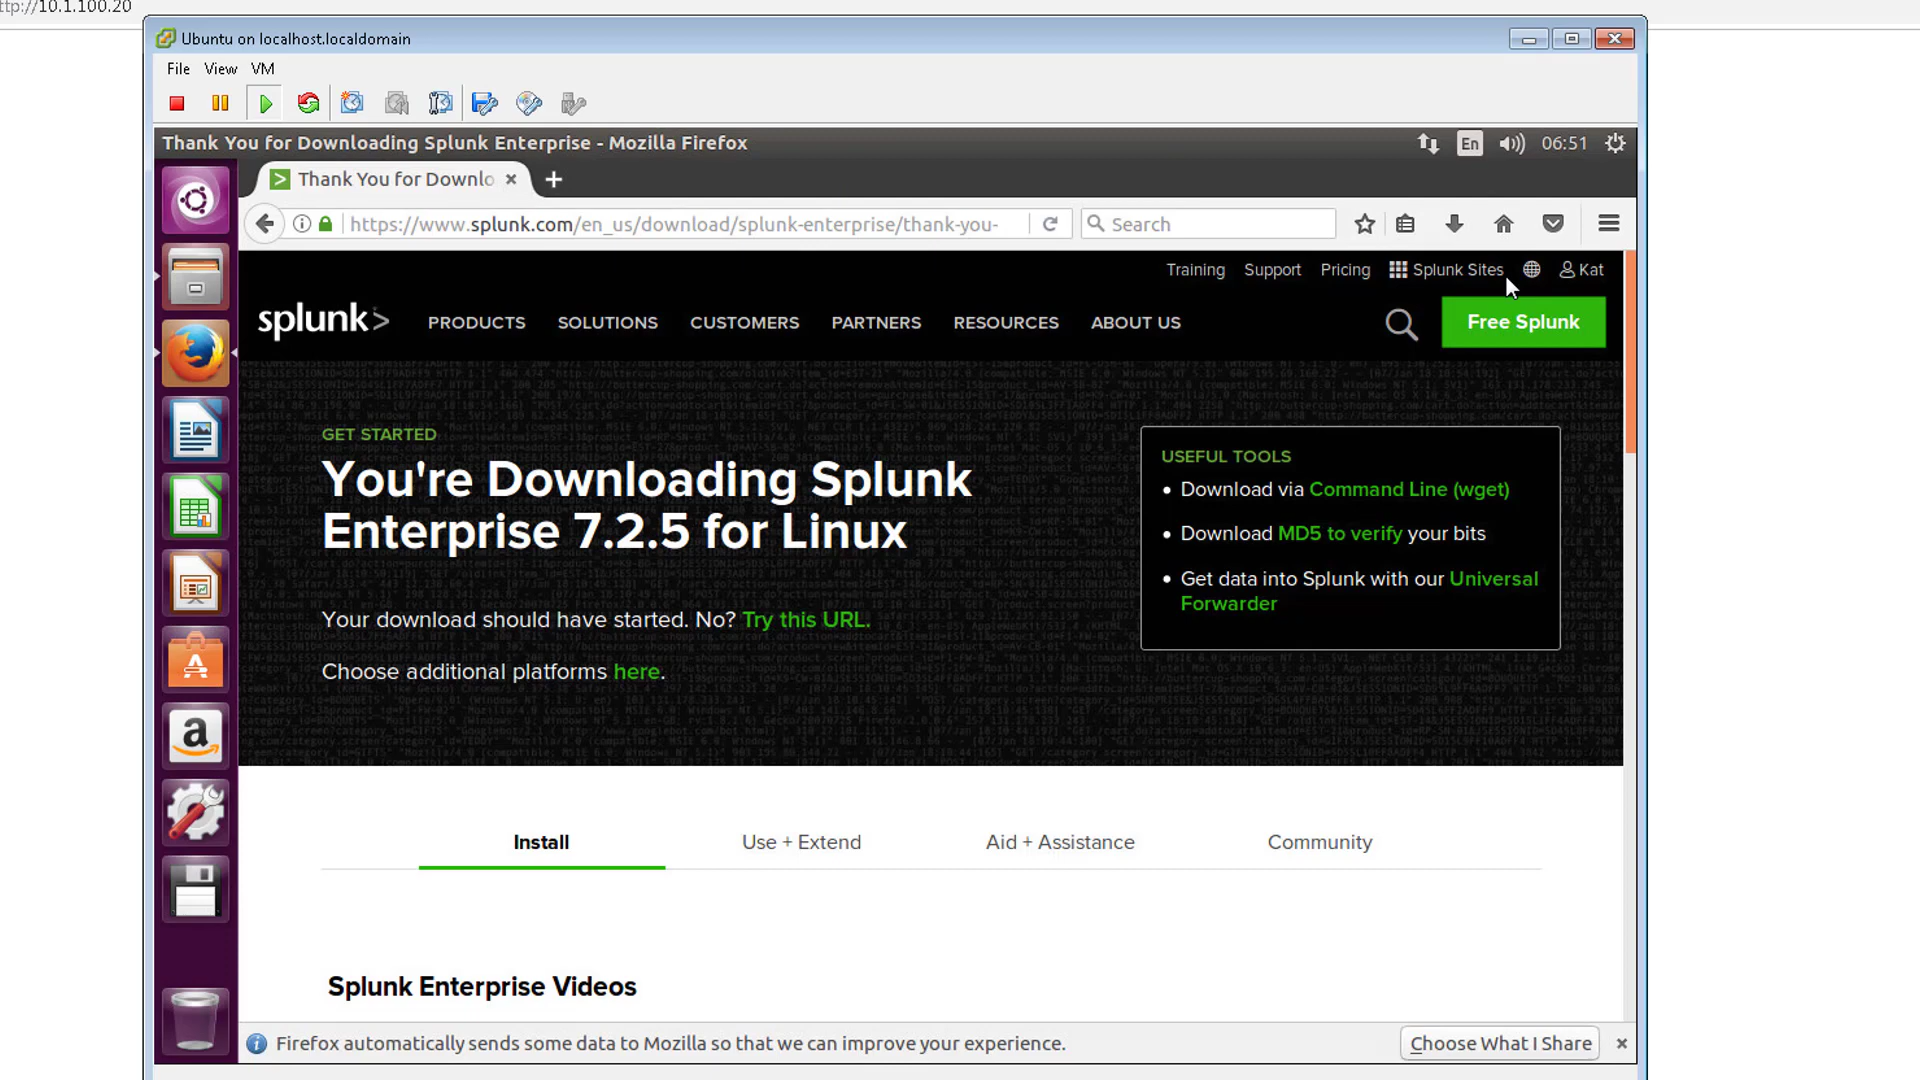 ttp://10.1.100.20
Ubuntu on localhost.localdomain
File View VM
Thank You for Downloading Splunk Enterprise - Mozilla Firefox
En 06:51
Thank You for Downlo
https://www.splunk.com/en_us/download/splunk-enterprise/thank-you-
Search
Training Support Pricing Splunk Sites Kat
splunk> PRODUCTS SOLUTIONS CUSTOMERS PARTNERS RESOURCES ABOUT US Free Splunk
GET STARTED
You're Downloading Splunk
Enterprise 7.2.5 for Linux
Your download should have started. No? Try this URL.
Choose additional platforms here.
USEFUL TOOLS
• Download via Command Line (wget)
• Download MD5 to verify your bits
• Get data into Splunk with our Universal
Forwarder
Install Use + Extend Aid + Assistance Community
Splunk Enterprise Videos
Firefox automatically sends some data to Mozilla so that we can improve your experience.
Choose What I Share